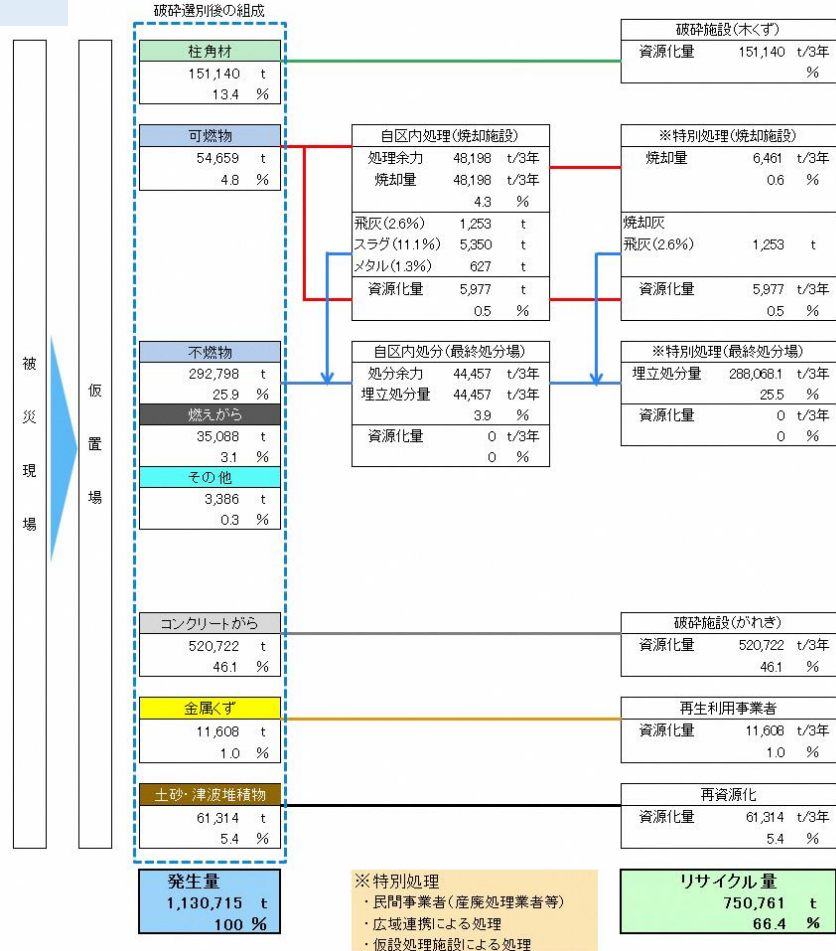 破砕選別後の組成
被災現場
仮置場
柱角材
151,140 t
13.4 %
可燃物
54,659 t
4.8 %
不燃物
292,798 t
25.9 %
燃えがら
35,088 t
3.1 %
その他
3,386 t
0.3 %
コンクリートがら
520,722 t
46.1 %
金属くず
11,608 t
1.0 %
土砂・津波堆積物
61,314 t
5.4 %
発生量
1,130,715 t
100 %
自区内処理(焼却施設)
処理余力 48,198 t/3年
焼却量 48,198 t/3年
4.3 %
飛灰(2.6%) 1,253 t
スラグ(11.1%) 5,350 t
メタル(1.3%) 627 t
資源化量 5,977 t
0.5 %
自区内処分(最終処分場)
処分余力 44,457 t/3年
埋立処分量 44,457 t/3年
3.9 %
資源化量 0 t/3年
0 %
※特別処理
・民間事業者(産廃処理業者等)
・広域連携による処理
・仮設処理施設による処理
破砕施設(木くず)
資源化量 151,140 t/3年
%
※特別処理(焼却施設)
焼却量 6,461 t/3年
0.6 %
焼却灰
飛灰(2.6%) 1,253 t
資源化量 5,977 t/3年
0.5 %
※特別処理(最終処分場)
埋立処分量 288,068.1 t/3年
25.5 %
資源化量 0 t/3年
0 %
破砕施設(がれき)
資源化量 520,722 t/3年
46.1 %
再生利用事業者
資源化量 11,608 t/3年
1.0 %
再資源化
資源化量 61,314 t/3年
5.4 %
リサイクル量
750,761 t
66.4 %